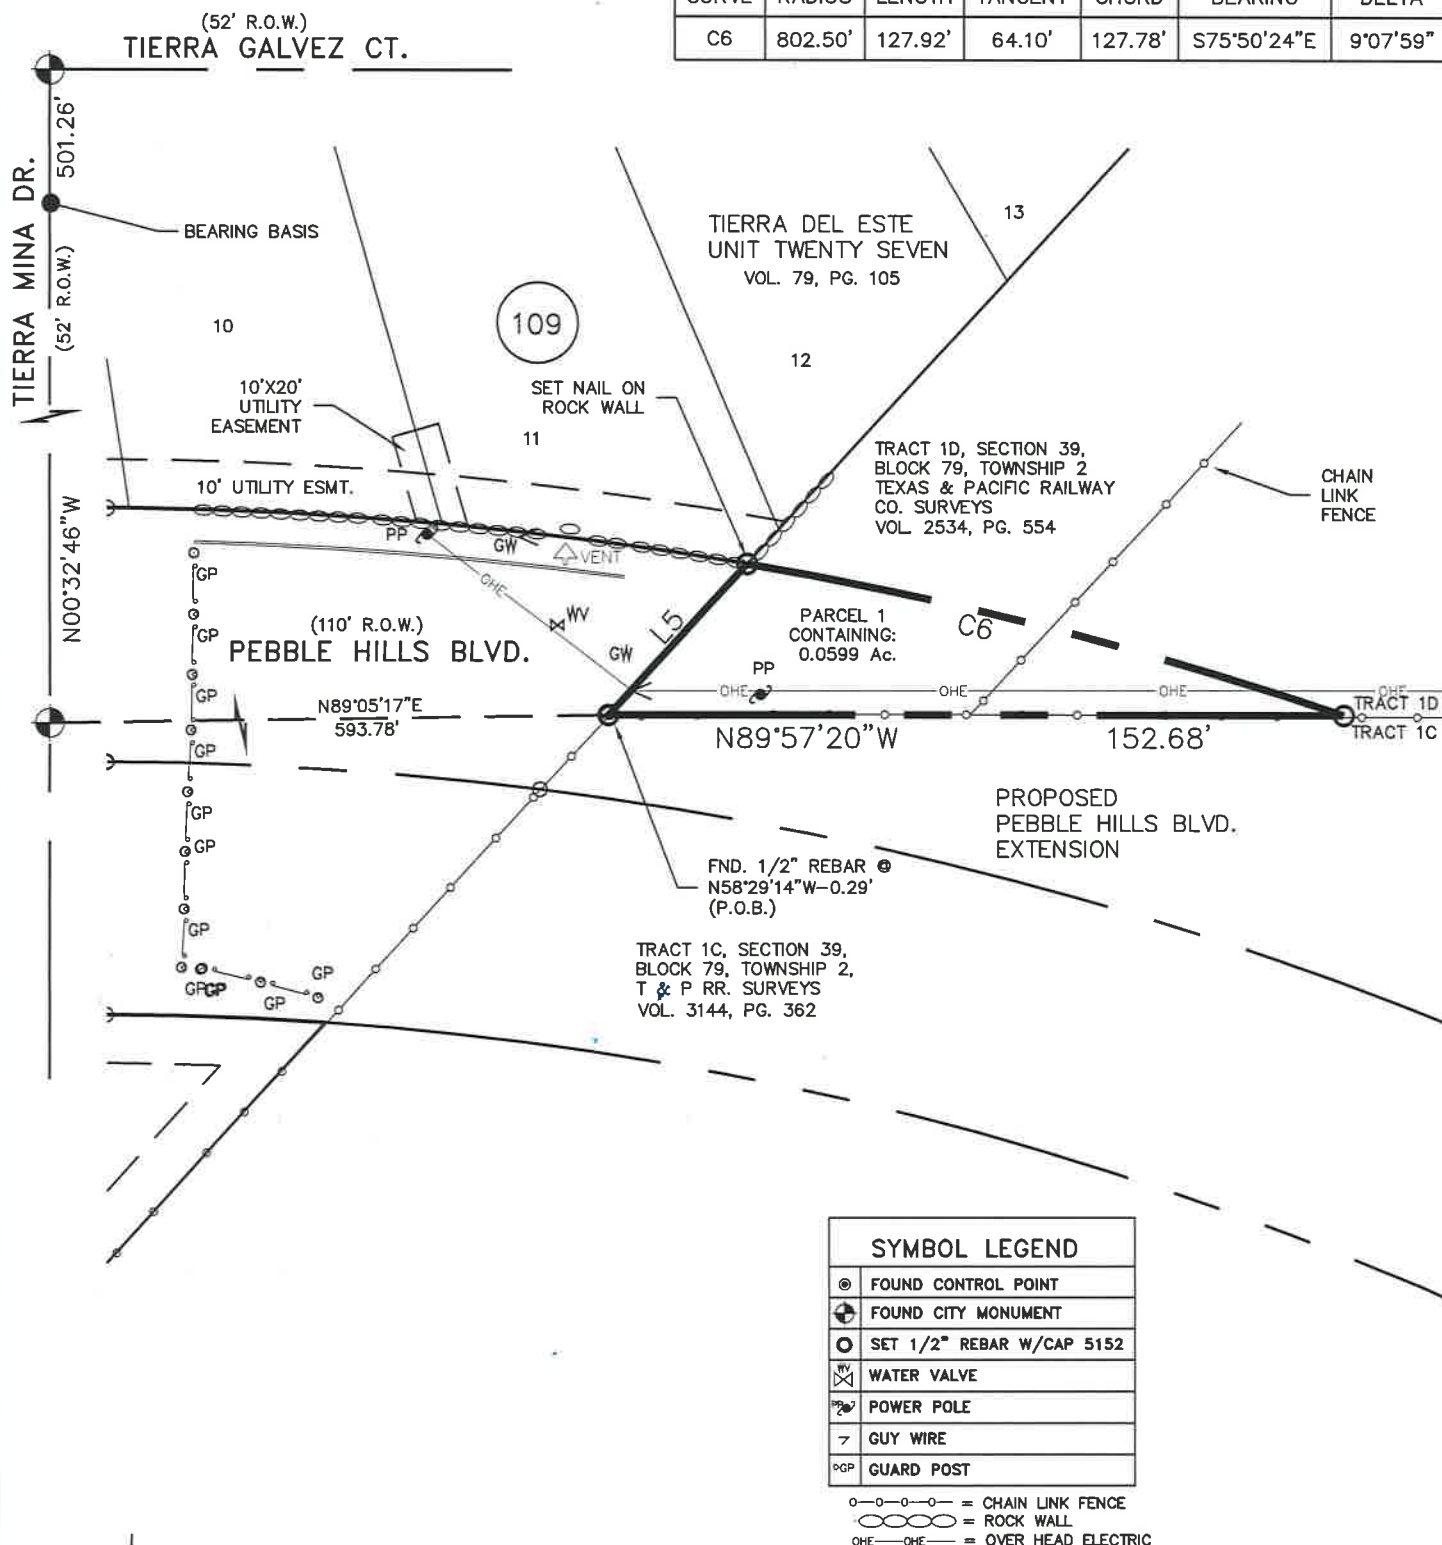 CURVE RADIUS LENGTH TANGENT CHORD BEARING DELTA
C6 802.50' 127.92' 64.10' 127.78' S75°50'24"E 9°07'59"
(52' R.O.W.)
TIERRA GALVEZ CT.
501.26'
TIERRA MINA DR.
(52' R.O.W.)
BEARING BASIS
N00°32'46"W
10
109
TIERRA DEL ESTE
UNIT TWENTY SEVEN
VOL. 79, PG. 105
13
12
11
10'X20'
UTILITY
EASEMENT
SET NAIL ON
ROCK WALL
10' UTILITY ESMT.
TRACT 1D, SECTION 39,
BLOCK 79, TOWNSHIP 2
TEXAS & PACIFIC RAILWAY
CO. SURVEYS
VOL. 2534, PG. 554
CHAIN
LINK
FENCE
PP
GW
VENT
OHE
WV
GW
L5
GP
GP
GP
GP
GP
GP
GP
GP
GP
GP
GP
(110' R.O.W.)
PEBBLE HILLS BLVD.
PARCEL 1
CONTAINING:
0.0599 Ac.
C6
PP
OHE
OHE
OHE
OHE
N89°05'17"E
593.78'
N89°57'20"W
152.68'
TRACT 1D
TRACT 1C
PROPOSED
PEBBLE HILLS BLVD.
EXTENSION
FND. 1/2" REBAR @
N58°29'14"W-0.29'
(P.O.B.)
TRACT 1C, SECTION 39,
BLOCK 79, TOWNSHIP 2,
T & P RR. SURVEYS
VOL. 3144, PG. 362
SYMBOL LEGEND
FOUND CONTROL POINT
FOUND CITY MONUMENT
SET 1/2" REBAR W/CAP 5152
WV WATER VALVE
PP POWER POLE
GUY WIRE
GP GUARD POST
= CHAIN LINK FENCE
= ROCK WALL
OHE OHE = OVER HEAD ELECTRIC